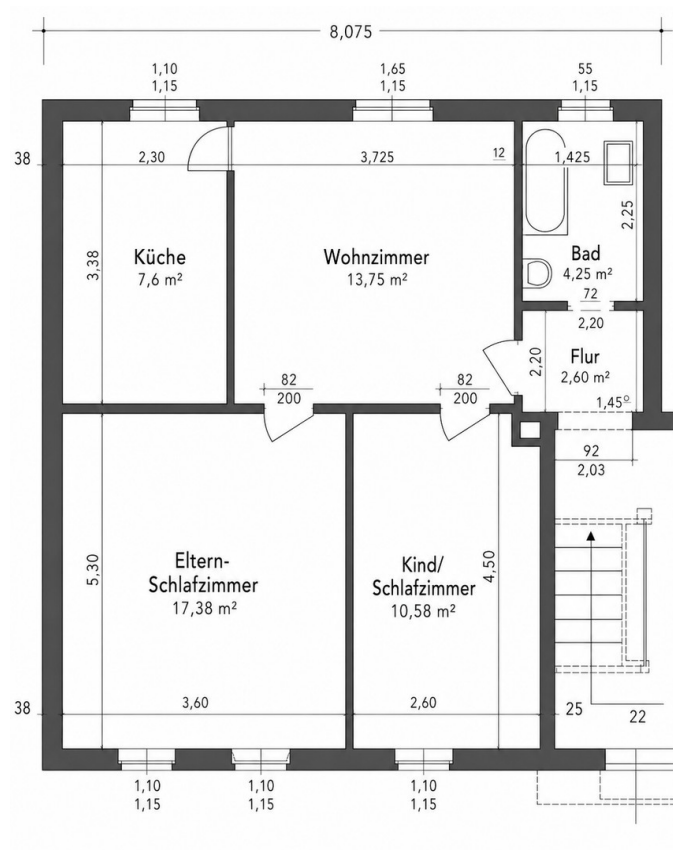 8,075
1,10
1,15
1,65
1,15
55
1,15
38
2,30
3,725
12
1,425
2,25
3,38
Küche
7,6 m²
Wohnzimmer
13,75 m²
Bad
4,25 m²
72
2,20
Flur
2,60 m²
2,20
1,45⁰
82
200
82
200
92
2,03
5,30
Eltern-
Schlafzimmer
17,38 m²
Kind/
Schlafzimmer
10,58 m²
4,50
38
3,60
2,60
25
22
1,10
1,15
1,10
1,15
1,10
1,15